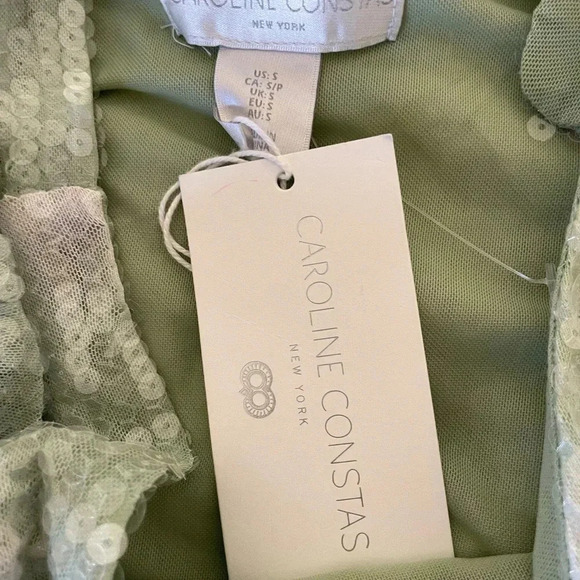 CAROLINE CONSTAS
NEW YORK
US: S
CA: S/P
UK: S
EU: S
AU: S
CAROLINE CONSTAS
NEW YORK